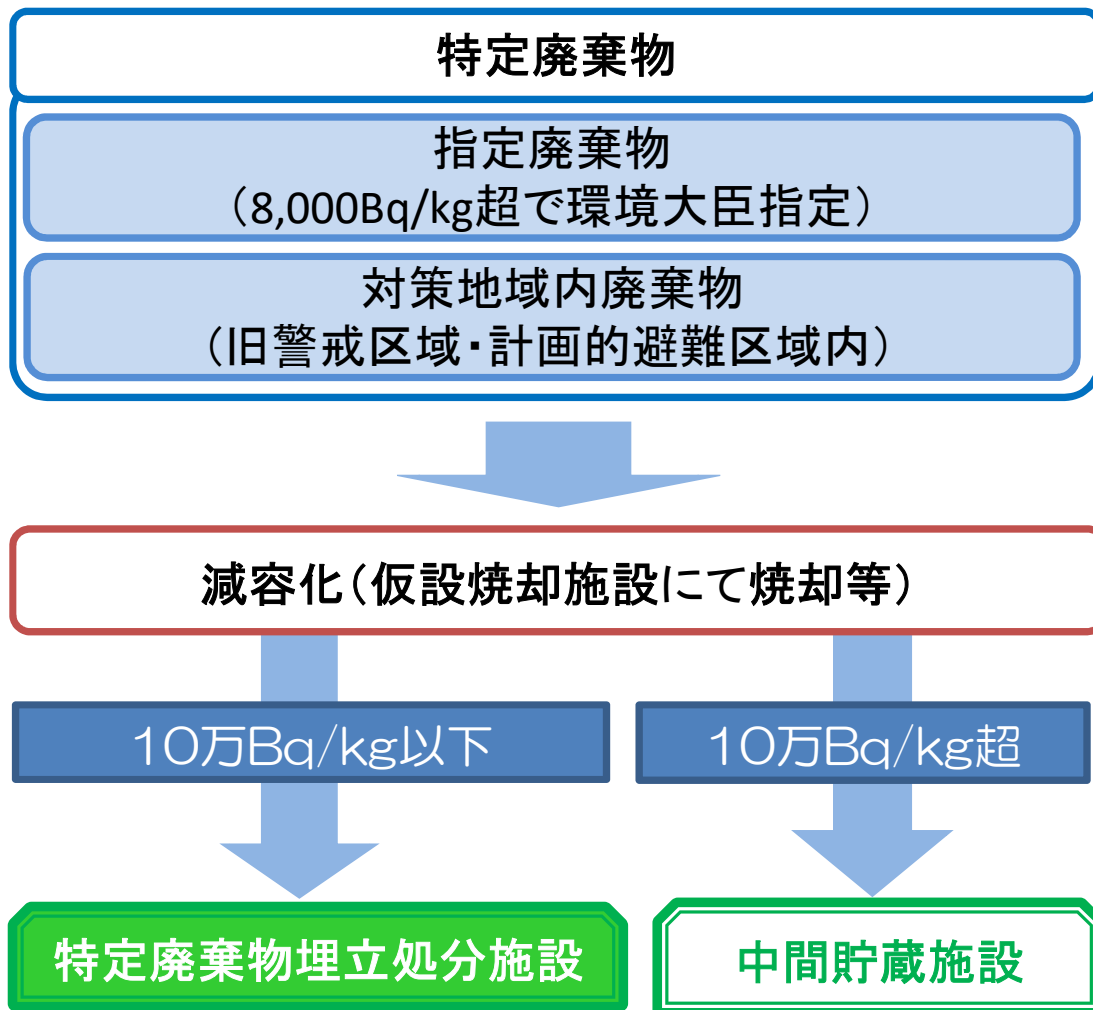 特定廃棄物
指定廃棄物
（8,000Bq/kg超で環境大臣指定）
対策地域内廃棄物
（旧警戒区域・計画的避難区域内）
減容化（仮設焼却施設にて焼却等）
10万Bq/kg以下
10万Bq/kg超
特定廃棄物埋立処分施設
中間貯蔵施設